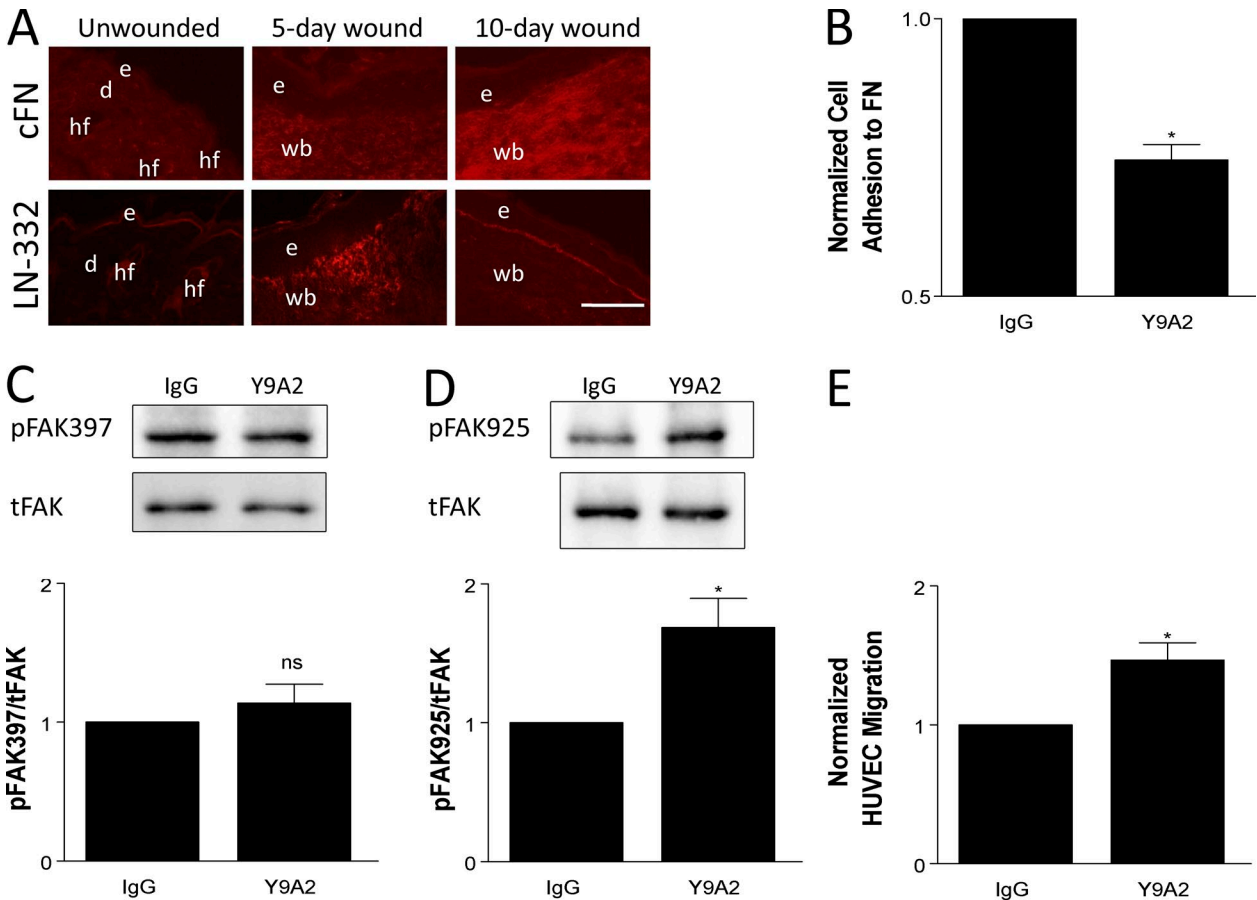 A
Unwounded
5-day wound
10-day wound
cFN
e
d
hf
hf
hf
e
wb
e
wb
LN-332
e
d
hf
hf
e
wb
e
wb
B
Normalized Cell
Adhesion to FN
1.0
0.5
*
IgG
Y9A2
C
IgG
Y9A2
pFAK397
tFAK
pFAK397/tFAK
2
1
0
ns
IgG
Y9A2
D
IgG
Y9A2
pFAK925
tFAK
pFAK925/tFAK
2
1
0
*
IgG
Y9A2
E
Normalized
HUVEC Migration
2
1
0
*
IgG
Y9A2